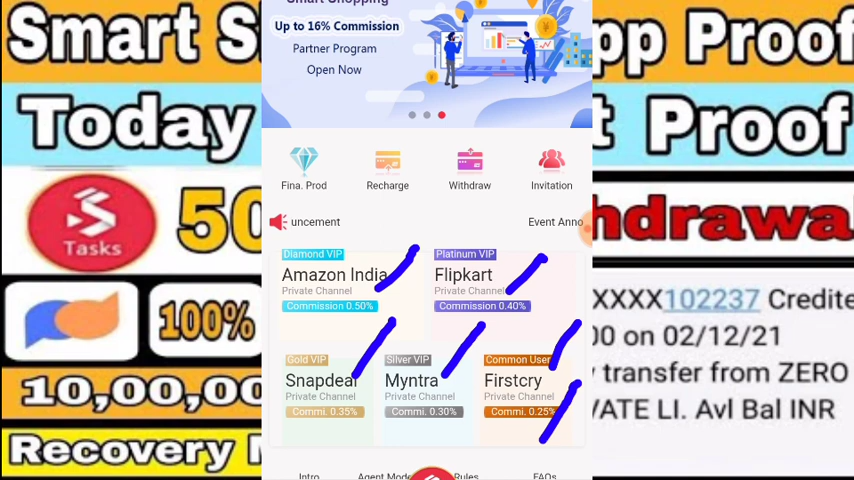 Smart S
Today
Tasks
50
100%
10,00,00
Recovery
Smart Shopping
Up to 16% Commission
Partner Program
Open Now
Fina. Prod
Recharge
Withdraw
Invitation
uncement
Event Anno
Diamond VIP
Amazon India
Private Channel
Commission 0.50%
Platinum VIP
Flipkart
Private Channel
Commission 0.40%
Gold VIP
Snapdeal
Private Channel
Commi. 0.35%
Silver VIP
Myntra
Private Channel
Commi. 0.30%
Common User
Firstcry
Private Channel
Commi. 0.25%
Intro
Agent Mode
Rules
FAQs
pp Proof
t Proof
hdrawa
XXXX102237 Credite
00 on 02/12/21
transfer from ZERO
VATE LI. Avl Bal INR